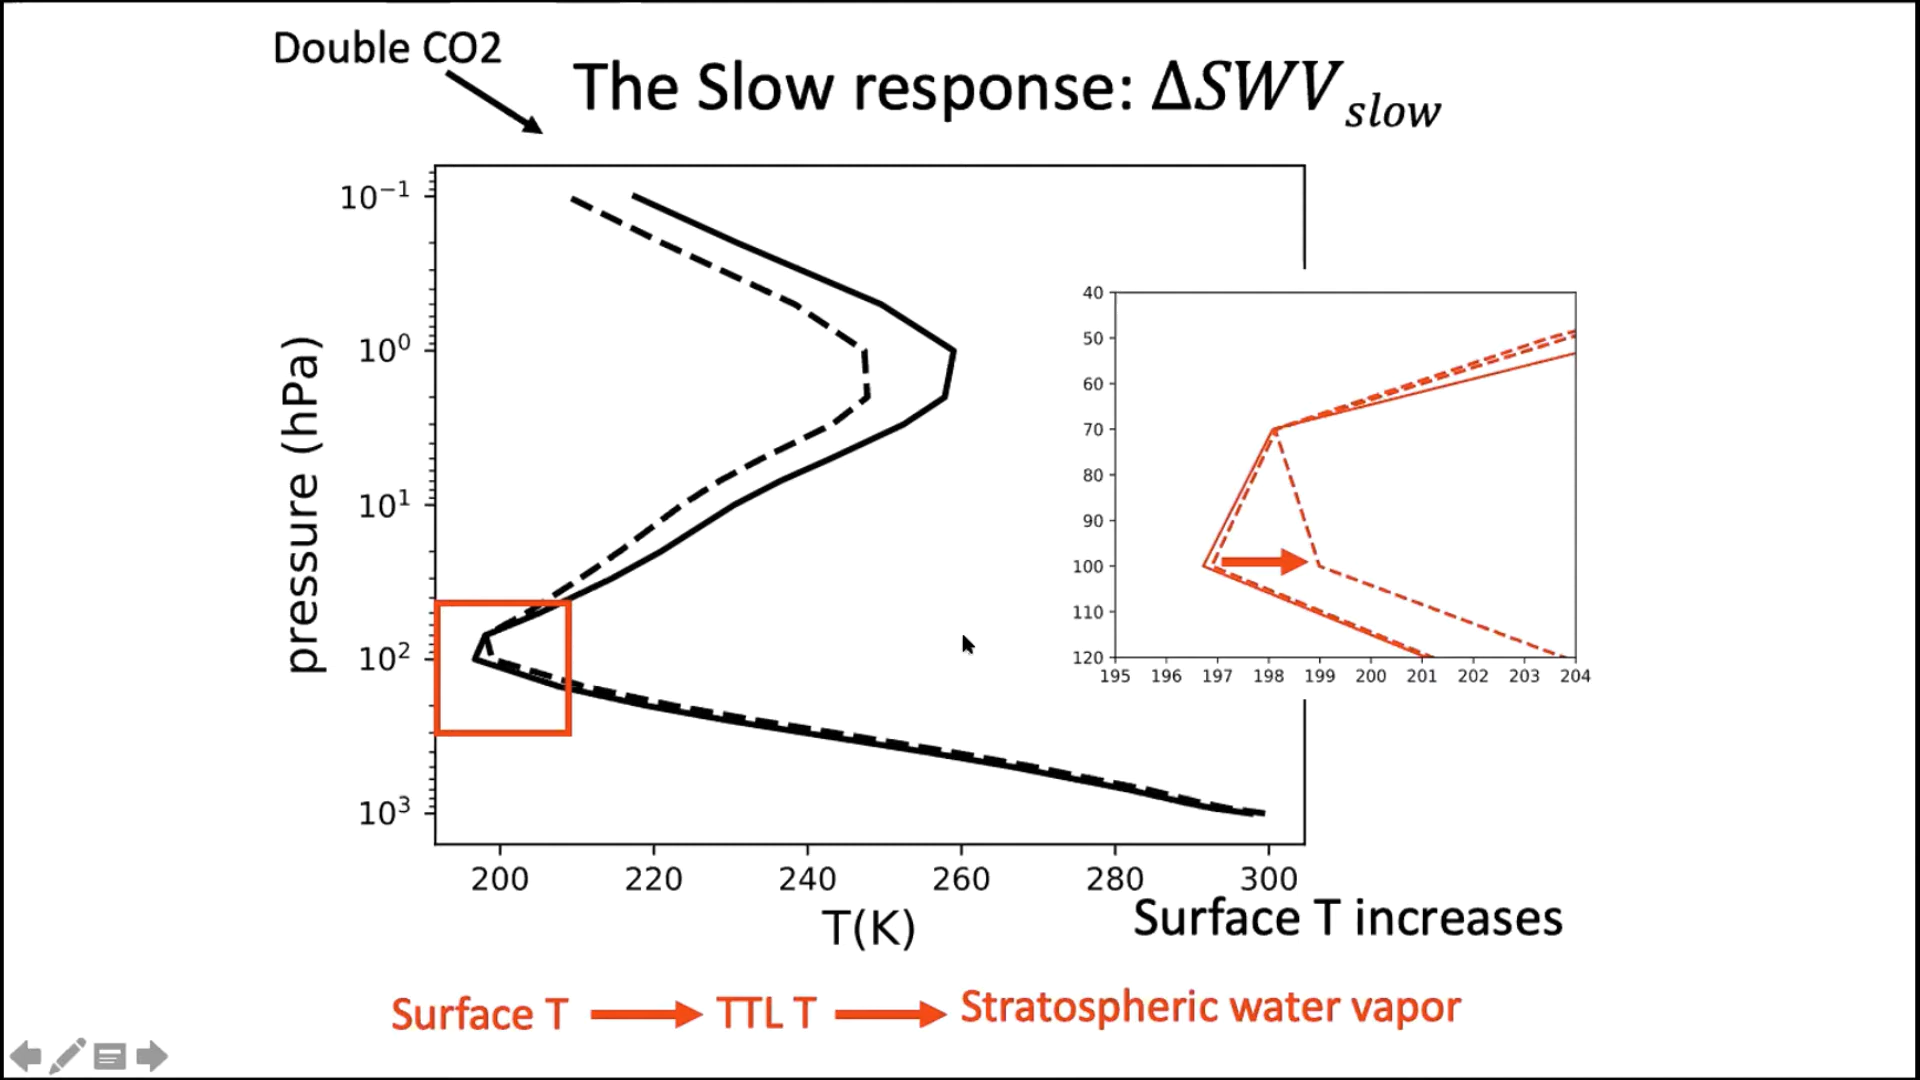 Double CO2
The Slow response: ΔSWV_slow
10⁻¹
10⁰
10¹
10²
10³
pressure (hPa)
200 220 240 260 280 300
T(K)
40
50
60
70
80
90
100
110
120
195 196 197 198 199 200 201 202 203 204
Surface T increases
Surface T TTL T Stratospheric water vapor